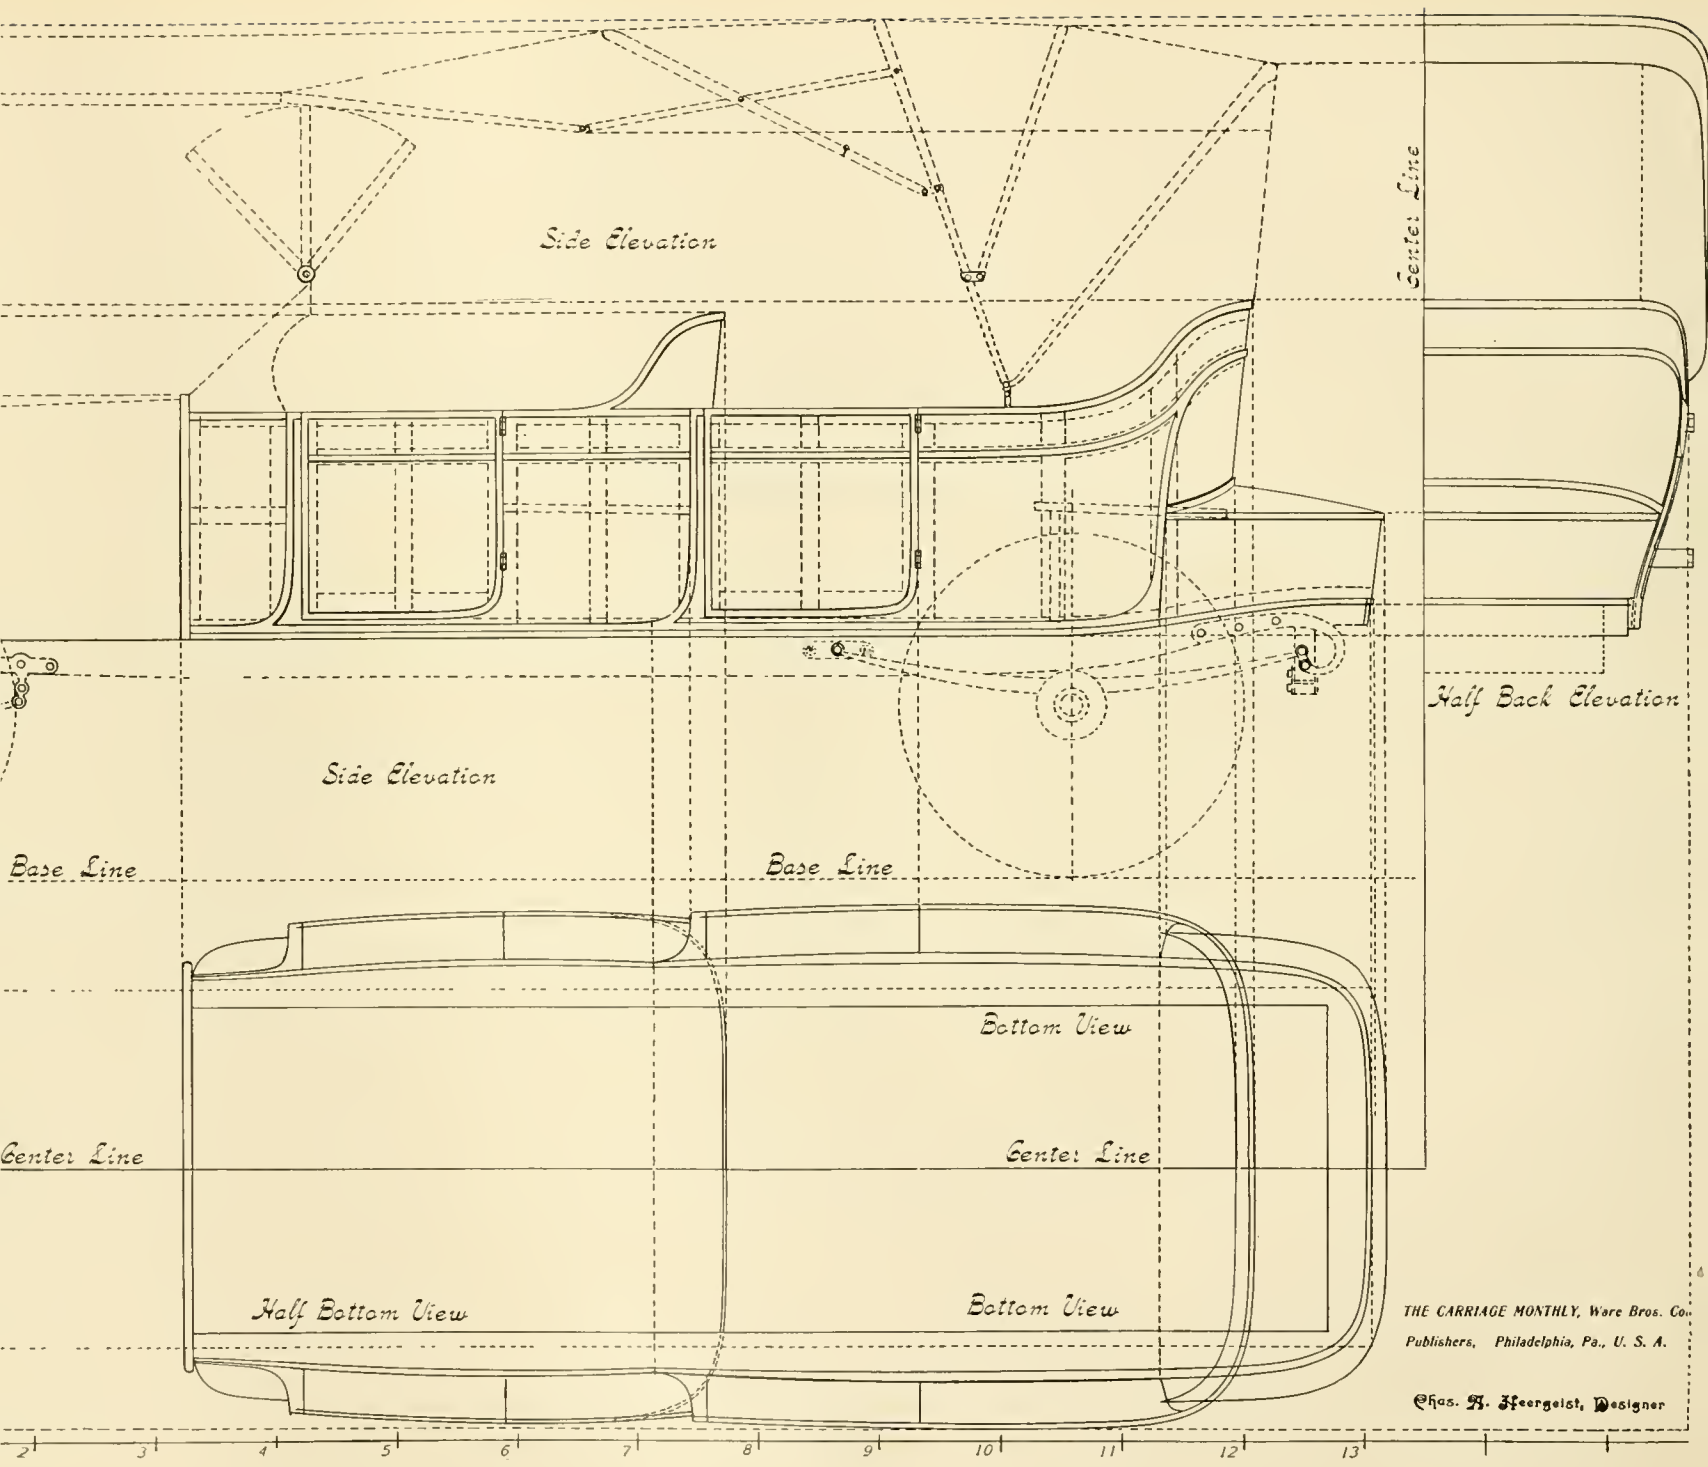 Side Elevation
Center Line
Half Back Elevation
Side Elevation
Base Line
Base Line
Bottom View
Center Line
Center Line
Half Bottom View
Bottom View
THE CARRIAGE MONTHLY, Ware Bros. Co.,
Publishers, Philadelphia, Pa., U. S. A.
Chas. A. Heergeist, Designer
2 3 4 5 6 7 8 9 10 11 12 13